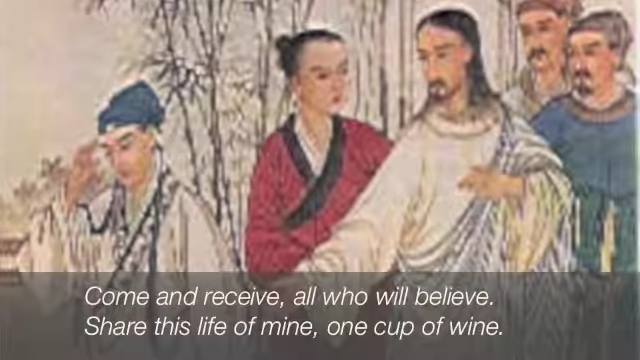 Come and receive, all who will believe.
Share this life of mine, one cup of wine.